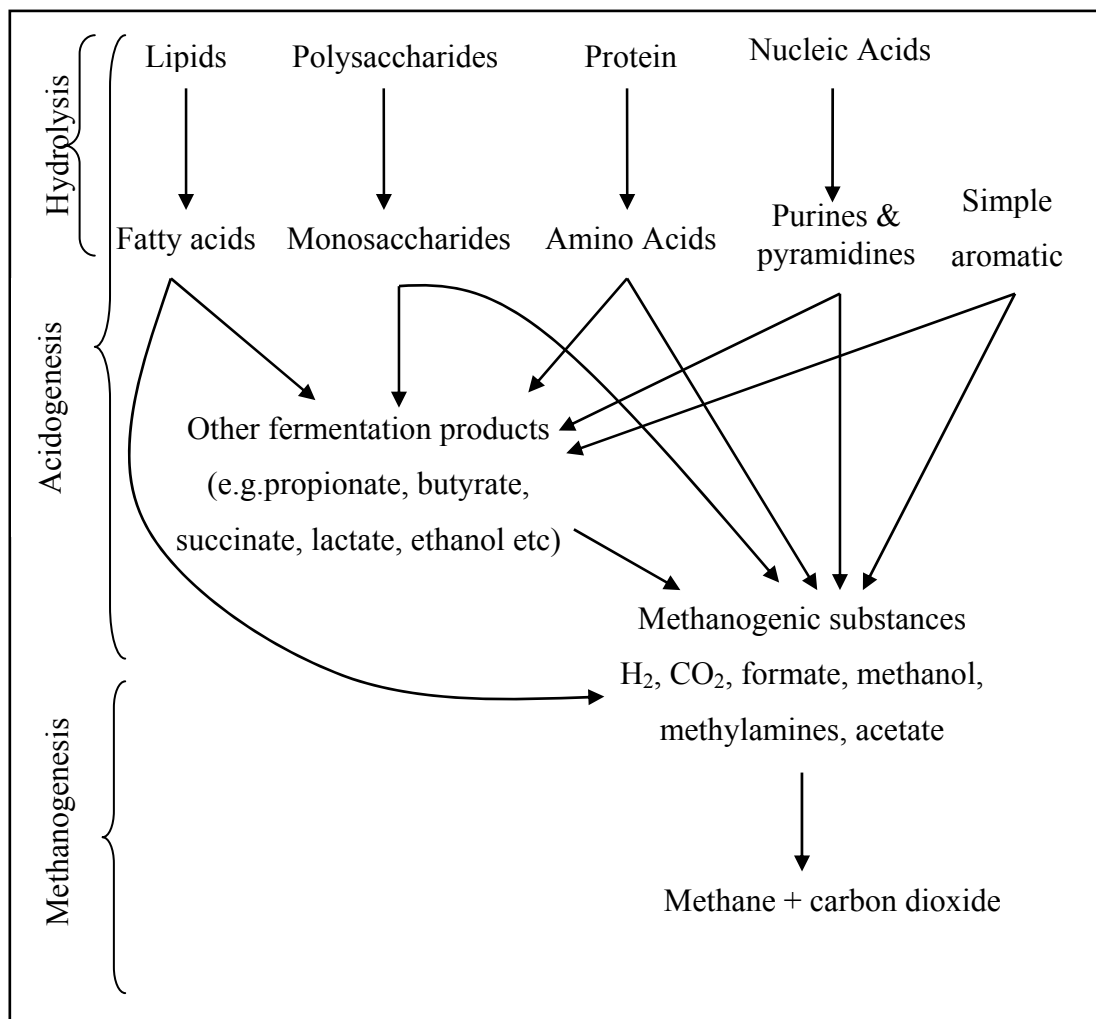 Hydrolysis
Acidogenesis
Methanogenesis
Lipids
Polysaccharides
Protein
Nucleic Acids
Fatty acids
Monosaccharides
Amino Acids
Purines &
pyramidines
Simple
aromatic
Other fermentation products
(e.g.propionate, butyrate,
succinate, lactate, ethanol etc)
Methanogenic substances
H₂, CO₂, formate, methanol,
methylamines, acetate
Methane + carbon dioxide